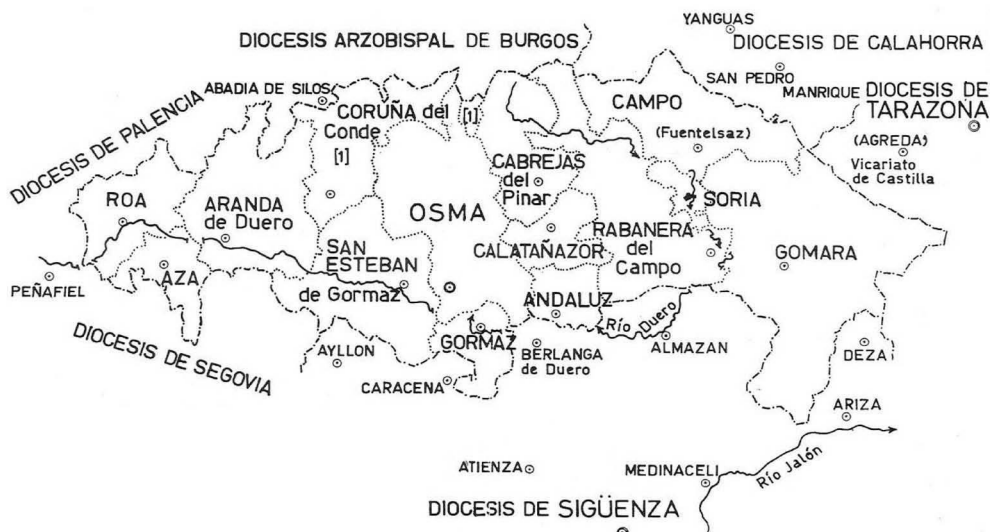 YANGUAS
DIOCESIS ARZOBISPAL DE BURGOS
DIOCESIS DE CALAHORRA
SAN PEDRO
MANRIQUE
DIOCESIS DE
TARAZONA
ABADIA DE SILOS
DIOCESIS DE PALENCIA
CORUÑA del
Conde
[1]
[1]
CAMPO
(Fuentelsaz)
(AGREDA)
Vicariato
de Castilla
CABREJAS
del
Pinar
ROA
ARANDA
de Duero
OSMA
SORIA
SAN
ESTEBAN
de Gormaz
CALATAÑAZOR
RABANERA
del
Campo
GOMARA
AZA
PEÑAFIEL
ANDALUZ
Río Duero
GORMAZ
BERLANGA
de Duero
ALMAZAN
DEZA
DIOCESIS DE SEGOVIA
AYLLON
CARACENA
ARIZA
Río Jalón
ATIENZA
MEDINACELI
DIOCESIS DE SIGÜENZA